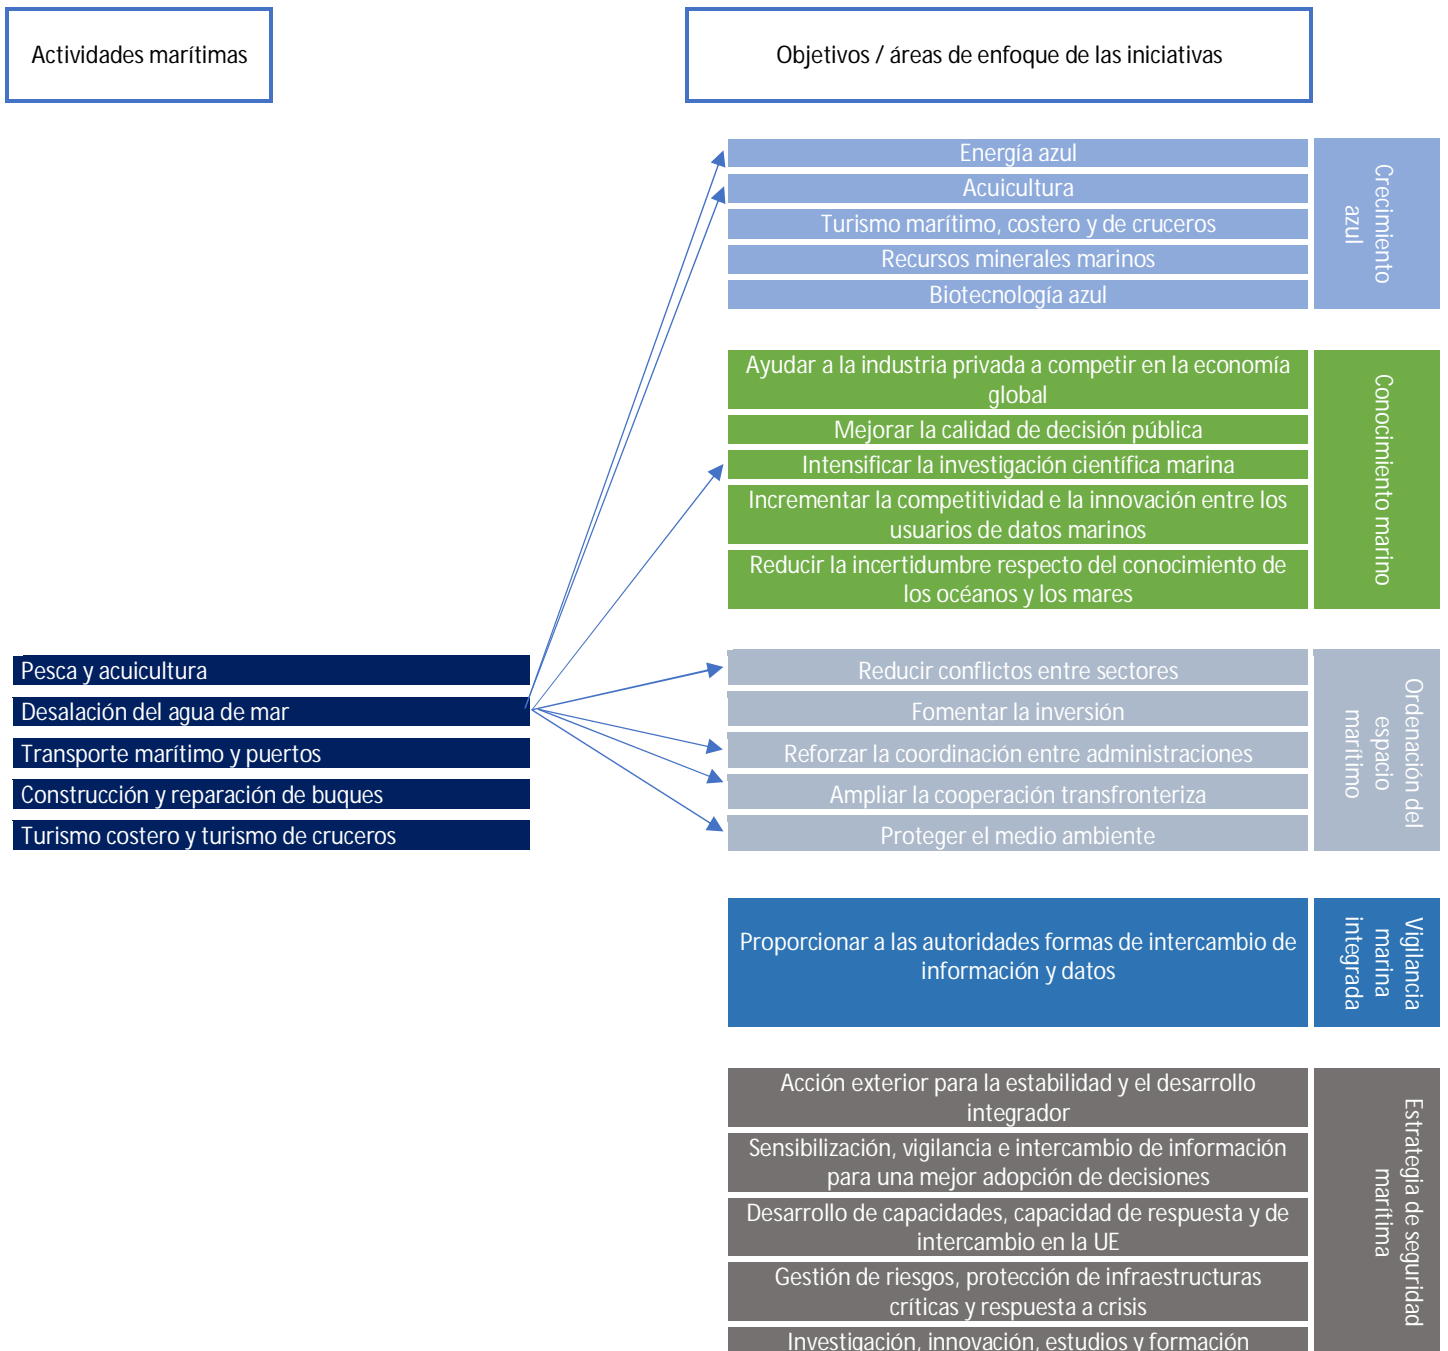 Actividades marítimas
Objetivos / áreas de enfoque de las iniciativas
Energía azul
Acuicultura
Turismo marítimo, costero y de cruceros
Recursos minerales marinos
Biotecnología azul
Crecimiento
azul
Ayudar a la industria privada a competir en la economía
global
Mejorar la calidad de decisión pública
Intensificar la investigación científica marina
Incrementar la competitividad e la innovación entre los
usuarios de datos marinos
Reducir la incertidumbre respecto del conocimiento de
los océanos y los mares
Conocimiento marino
Pesca y acuicultura
Desalación del agua de mar
Transporte marítimo y puertos
Construcción y reparación de buques
Turismo costero y turismo de cruceros
Reducir conflictos entre sectores
Fomentar la inversión
Reforzar la coordinación entre administraciones
Ampliar la cooperación transfronteriza
Proteger el medio ambiente
Ordenación del
espacio
marítimo
Proporcionar a las autoridades formas de intercambio de
información y datos
Vigilancia
marina
integrada
Acción exterior para la estabilidad y el desarrollo
integrador
Sensibilización, vigilancia e intercambio de información
para una mejor adopción de decisiones
Desarrollo de capacidades, capacidad de respuesta y de
intercambio en la UE
Gestión de riesgos, protección de infraestructuras
críticas y respuesta a crisis
Investigación, innovación, estudios y formación
Estrategia de seguridad
marítima